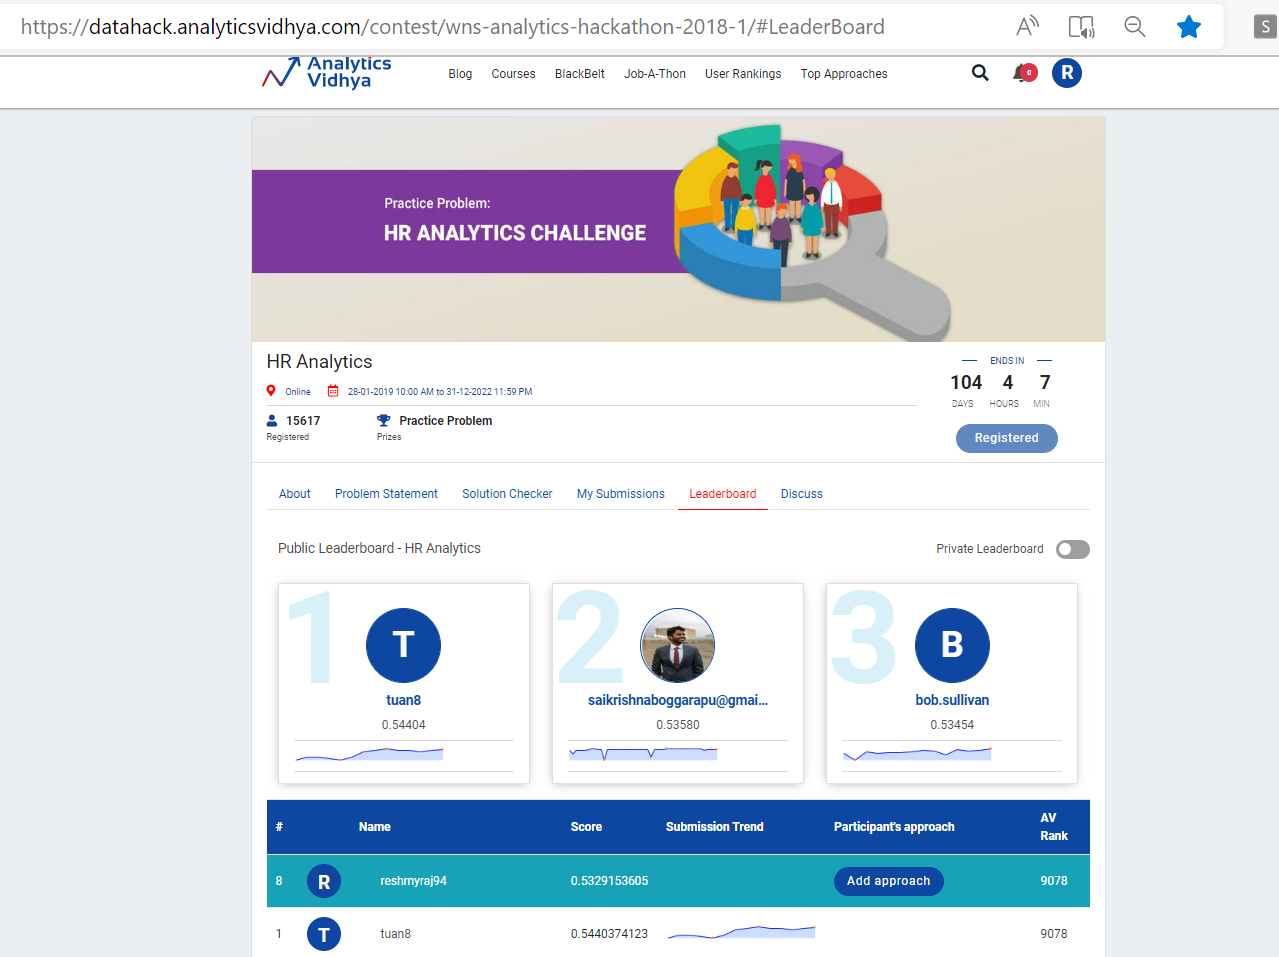 https://datahack.analyticsvidhya.com/contest/wns-analytics-hackathon-2018-1/#LeaderBoard
A
S
Analytics
Vidhya
Blog Courses BlackBelt Job-A-Thon User Rankings Top Approaches
0
R
Practice Problem:
HR ANALYTICS CHALLENGE
HR Analytics
Online 28-01-2019 10:00 AM to 31-12-2022 11:59 PM
15617 Practice Problem
Registered Prizes
ENDS IN
104 4 7
DAYS HOURS MIN
Registered
About Problem Statement Solution Checker My Submissions Leaderboard Discuss
Public Leaderboard - HR Analytics Private Leaderboard
1
T
tuan8
0.54404
2
saikrishnaboggarapu@gmai...
0.53580
3
B
bob.sullivan
0.53454
# Name Score Submission Trend Participant's approach AV Rank
8 R reshmyraj94 0.5329153605 Add approach 9078
1 T tuan8 0.5440374123 9078